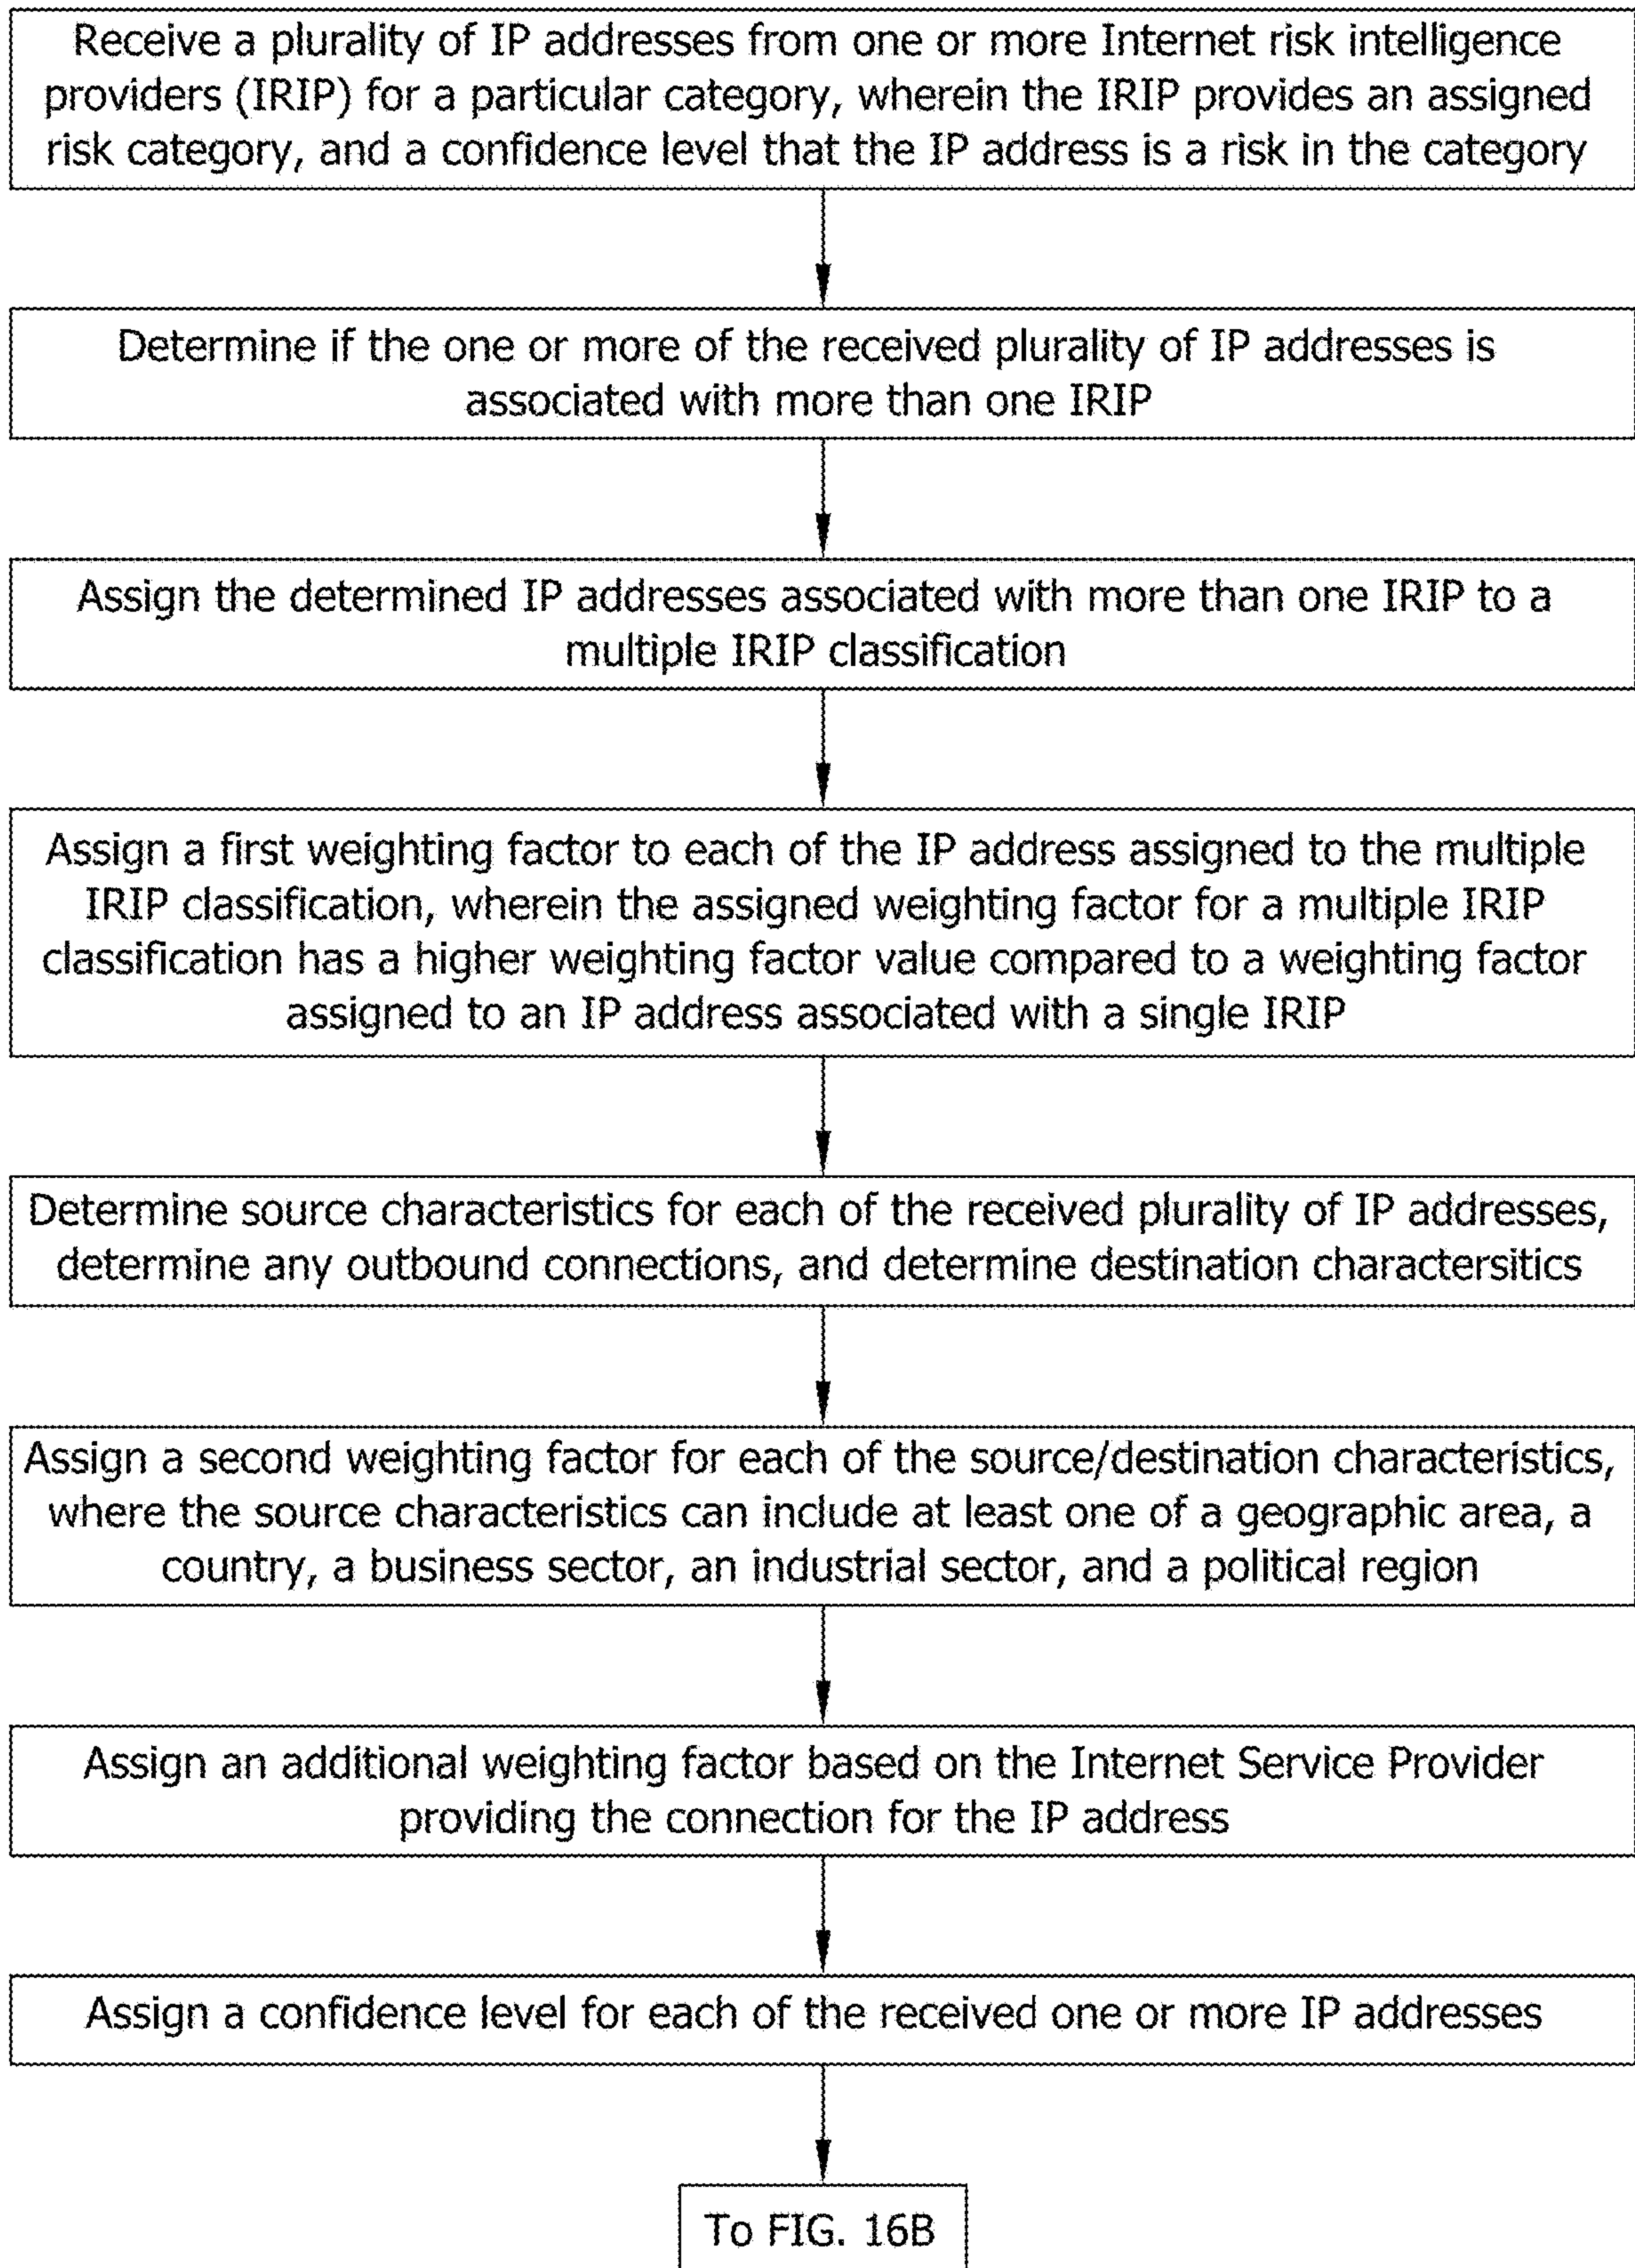 Receive a plurality of IP addresses from one or more Internet risk intelligence
providers (IRIP) for a particular category, wherein the IRIP provides an assigned
risk category, and a confidence level that the IP address is a risk in the category
Determine if the one or more of the received plurality of IP addresses is
associated with more than one IRIP
Assign the determined IP addresses associated with more than one IRIP to a
multiple IRIP classification
Assign a first weighting factor to each of the IP address assigned to the multiple
IRIP classification, wherein the assigned weighting factor for a multiple IRIP
classification has a higher weighting factor value compared to a weighting factor
assigned to an IP address associated with a single IRIP
Determine source characteristics for each of the received plurality of IP addresses,
determine any outbound connections, and determine destination charactersitics
Assign a second weighting factor for each of the source/destination characteristics,
where the source characteristics can include at least one of a geographic area, a
country, a business sector, an industrial sector, and a political region
Assign an additional weighting factor based on the Internet Service Provider
providing the connection for the IP address
Assign a confidence level for each of the received one or more IP addresses
To FIG. 16B